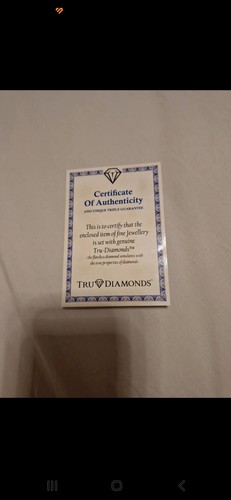 Certificate
Of Authenticity
AND UNIQUE TRIPLE GUARANTEE
This is to certify that the
enclosed item of fine Jewellery
is set with genuine
Tru-Diamonds™
the flawless diamond simulants with
the true properties of diamonds
TRU DIAMONDS